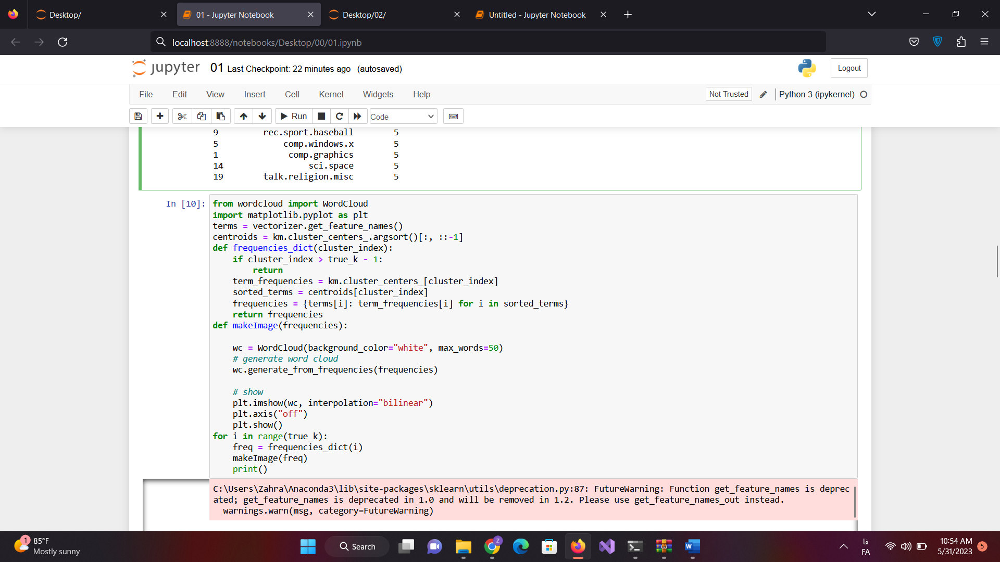 Desktop/
01 - Jupyter Notebook
Desktop/02/
Untitled - Jupyter Notebook
localhost:8888/notebooks/Desktop/00/01.ipynb
jupyter 01 Last Checkpoint: 22 minutes ago (autosaved)
Logout
File Edit View Insert Cell Kernel Widgets Help
Not Trusted
Python 3 (ipykernel)
Run
Code
9 rec.sport.baseball 5
5 comp.windows.x 5
1 comp.graphics 5
14 sci.space 5
19 talk.religion.misc 5
In [10]:
from wordcloud import WordCloud
import matplotlib.pyplot as plt
terms = vectorizer.get_feature_names()
centroids = km.cluster_centers_.argsort()[:, ::-1]
def frequencies_dict(cluster_index):
    if cluster_index > true_k - 1:
        return
    term_frequencies = km.cluster_centers_[cluster_index]
    sorted_terms = centroids[cluster_index]
    frequencies = {terms[i]: term_frequencies[i] for i in sorted_terms}
    return frequencies
def makeImage(frequencies):
    wc = WordCloud(background_color="white", max_words=50)
    # generate word cloud
    wc.generate_from_frequencies(frequencies)
    # show
    plt.imshow(wc, interpolation="bilinear")
    plt.axis("off")
    plt.show()
for i in range(true_k):
    freq = frequencies_dict(i)
    makeImage(freq)
    print()
C:\Users\Zahra\Anaconda3\lib\site-packages\sklearn\utils\deprecation.py:87: FutureWarning: Function get_feature_names is deprec
ated; get_feature_names is deprecated in 1.0 and will be removed in 1.2. Please use get_feature_names_out instead.
  warnings.warn(msg, category=FutureWarning)
1
85°F
Mostly sunny
Search
Z
W
فا
FA
10:54 AM
5/31/2023
5